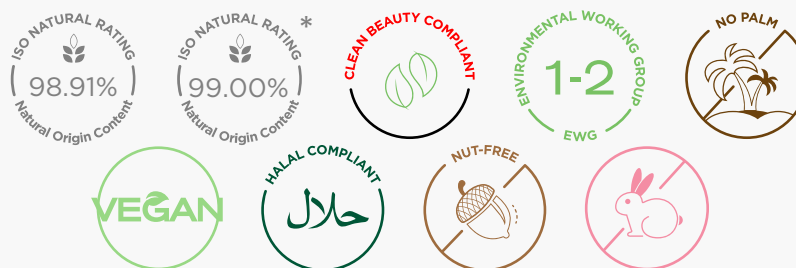 ISO NATURAL RATING
98.91%
Natural Origin Content
ISO NATURAL RATING *
99.00%
Natural Origin Content
CLEAN BEAUTY COMPLIANT
ENVIRONMENTAL WORKING GROUP
1-2
EWG
NO PALM
VEGAN
HALAL COMPLIANT
حلال
NUT-FREE